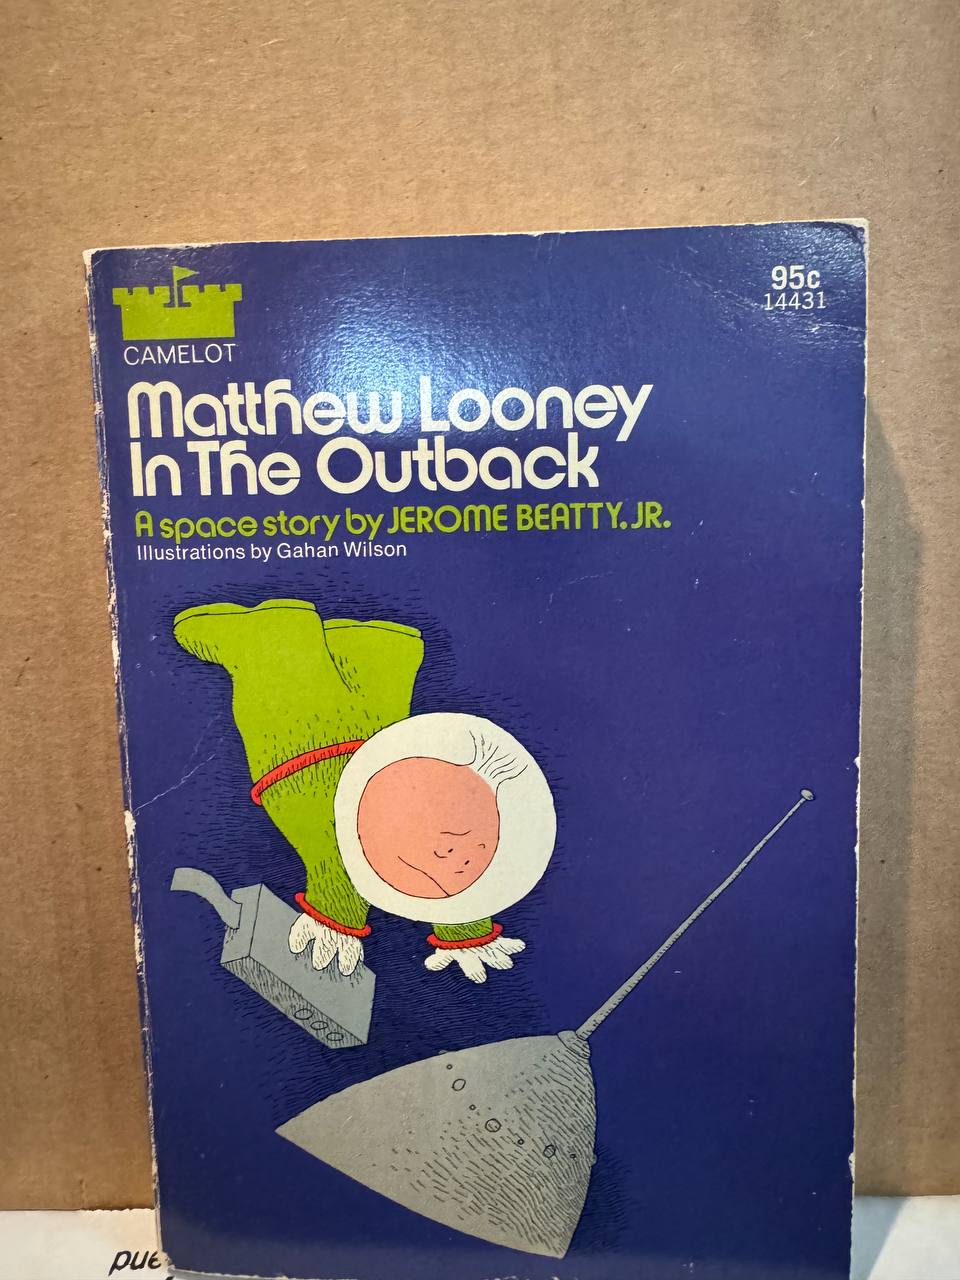 95c
14431
CAMELOT
Matthew Looney
In The Outback
A space story by JEROME BEATTY, JR.
Illustrations by Gahan Wilson